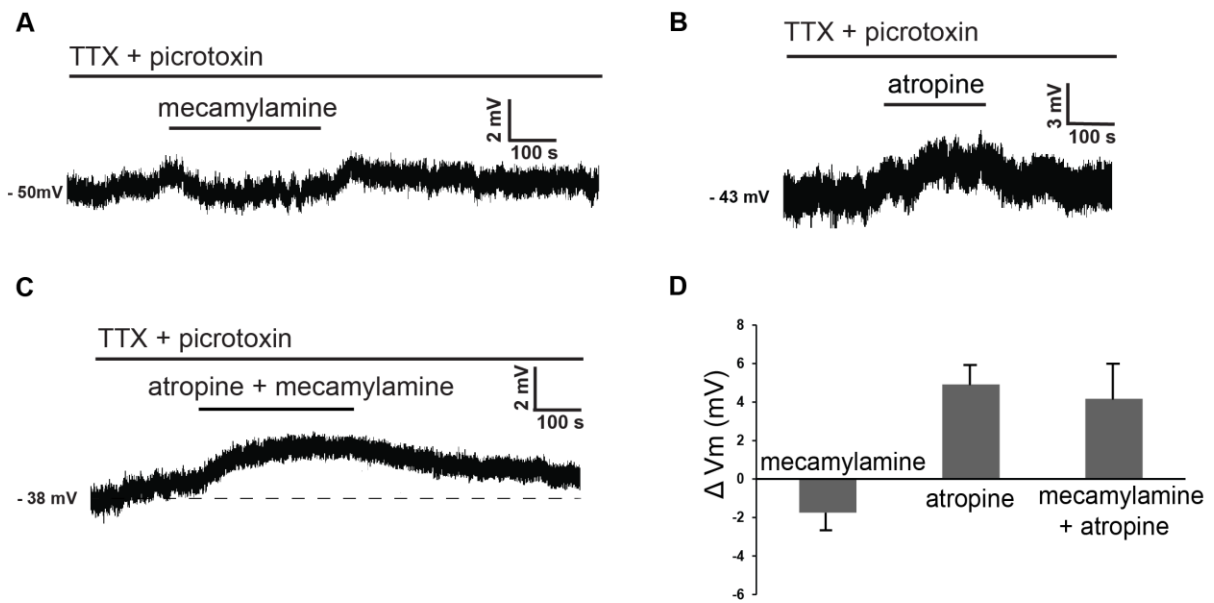 A
TTX + picrotoxin
mecamylamine
2 mV
100 s
- 50mV
B
TTX + picrotoxin
atropine
3 mV
100 s
- 43 mV
C
TTX + picrotoxin
atropine + mecamylamine
2 mV
100 s
- 38 mV
D
Δ Vm (mV)
8
6
4
2
0
-2
-4
-6
mecamylamine
atropine
mecamylamine
+ atropine